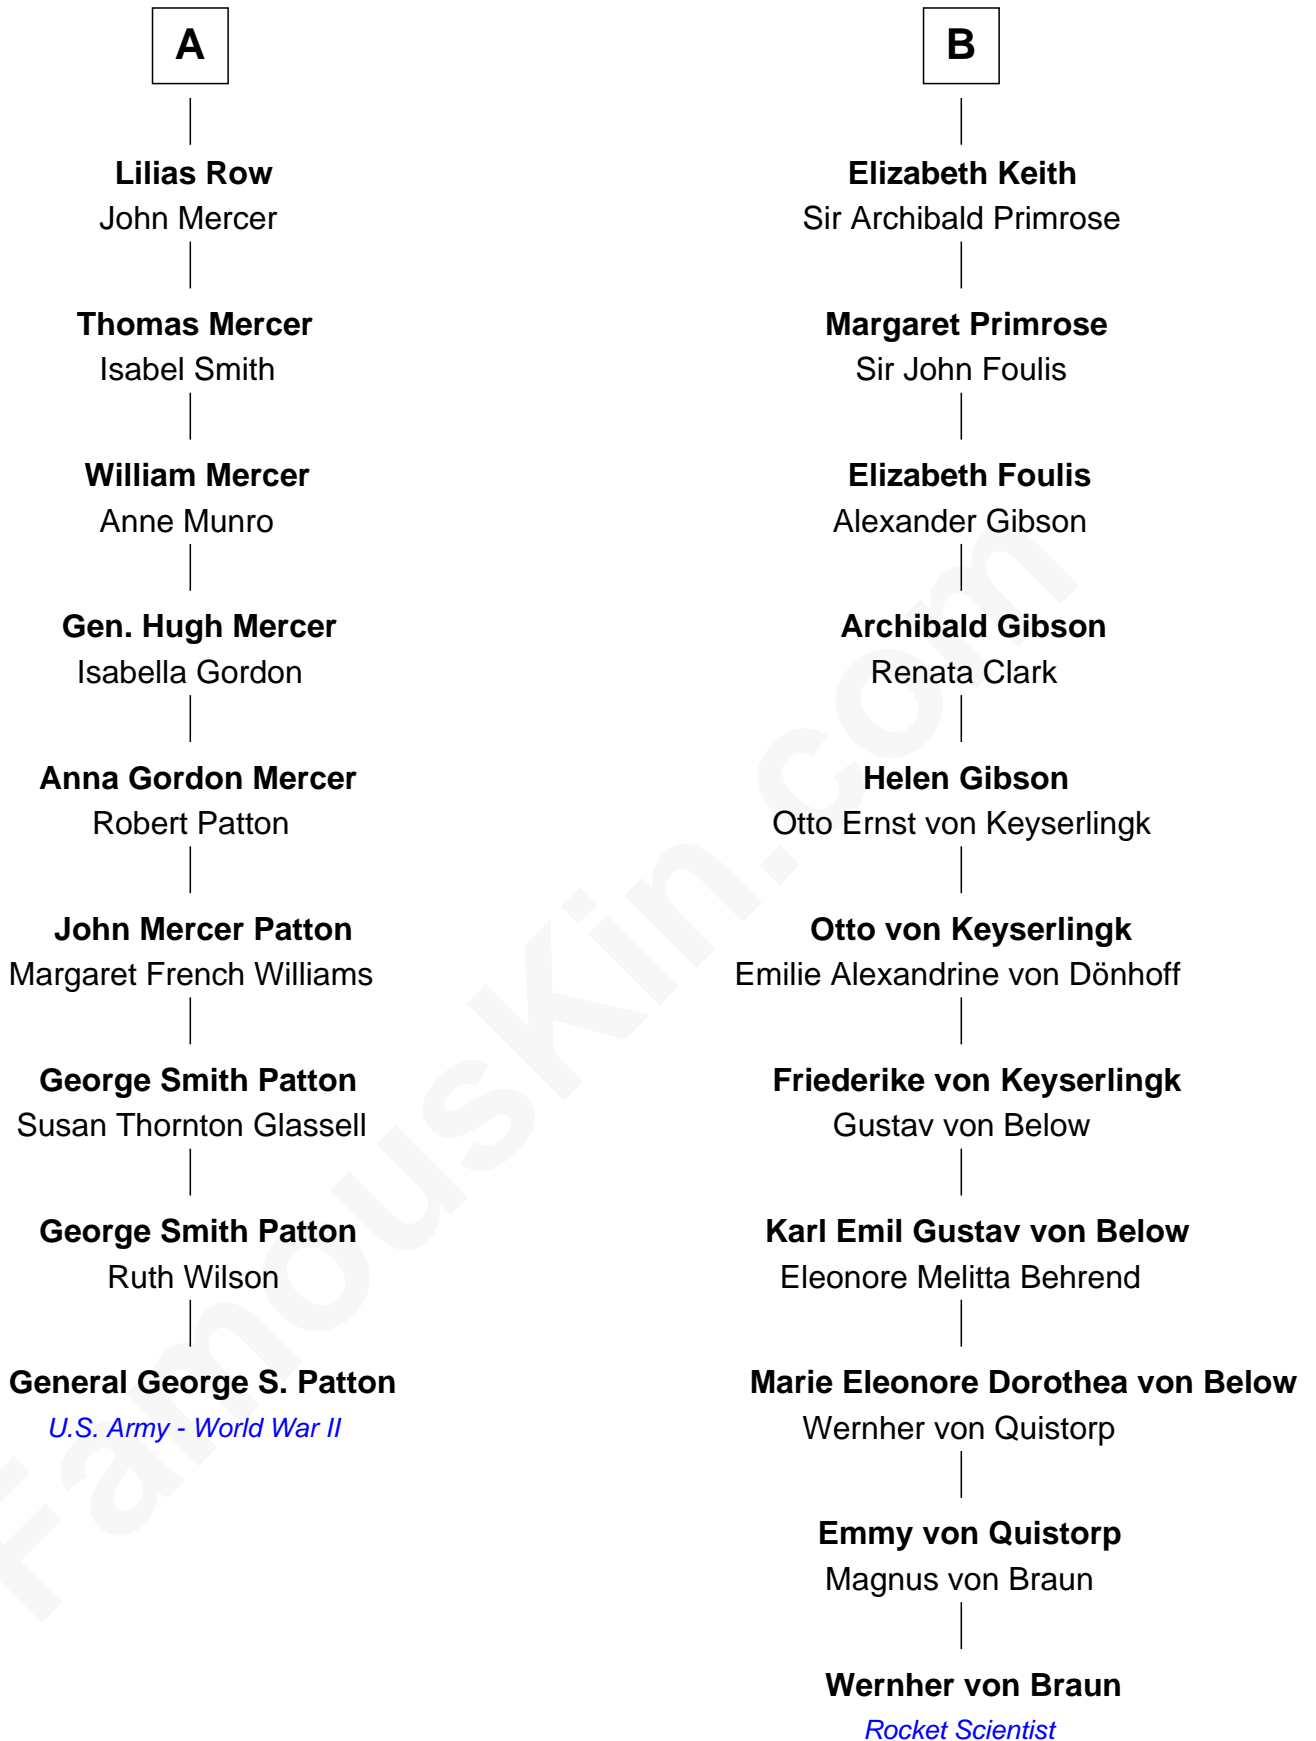 A
Lilias Row
John Mercer
Thomas Mercer
Isabel Smith
William Mercer
Anne Munro
Gen. Hugh Mercer
Isabella Gordon
Anna Gordon Mercer
Robert Patton
John Mercer Patton
Margaret French Williams
George Smith Patton
Susan Thornton Glassell
George Smith Patton
Ruth Wilson
General George S. Patton
U.S. Army - World War II
B
Elizabeth Keith
Sir Archibald Primrose
Margaret Primrose
Sir John Foulis
Elizabeth Foulis
Alexander Gibson
Archibald Gibson
Renata Clark
Helen Gibson
Otto Ernst von Keyserlingk
Otto von Keyserlingk
Emilie Alexandrine von Dönhoff
Friederike von Keyserlingk
Gustav von Below
Karl Emil Gustav von Below
Eleonore Melitta Behrend
Marie Eleonore Dorothea von Below
Wernher von Quistorp
Emmy von Quistorp
Magnus von Braun
Wernher von Braun
Rocket Scientist
FamousKin.com